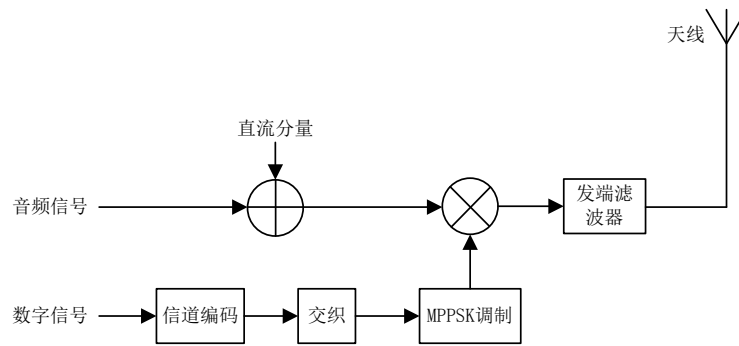 天线
直流分量
音频信号
发端滤
波器
数字信号
信道编码
交织
MPPSK调制